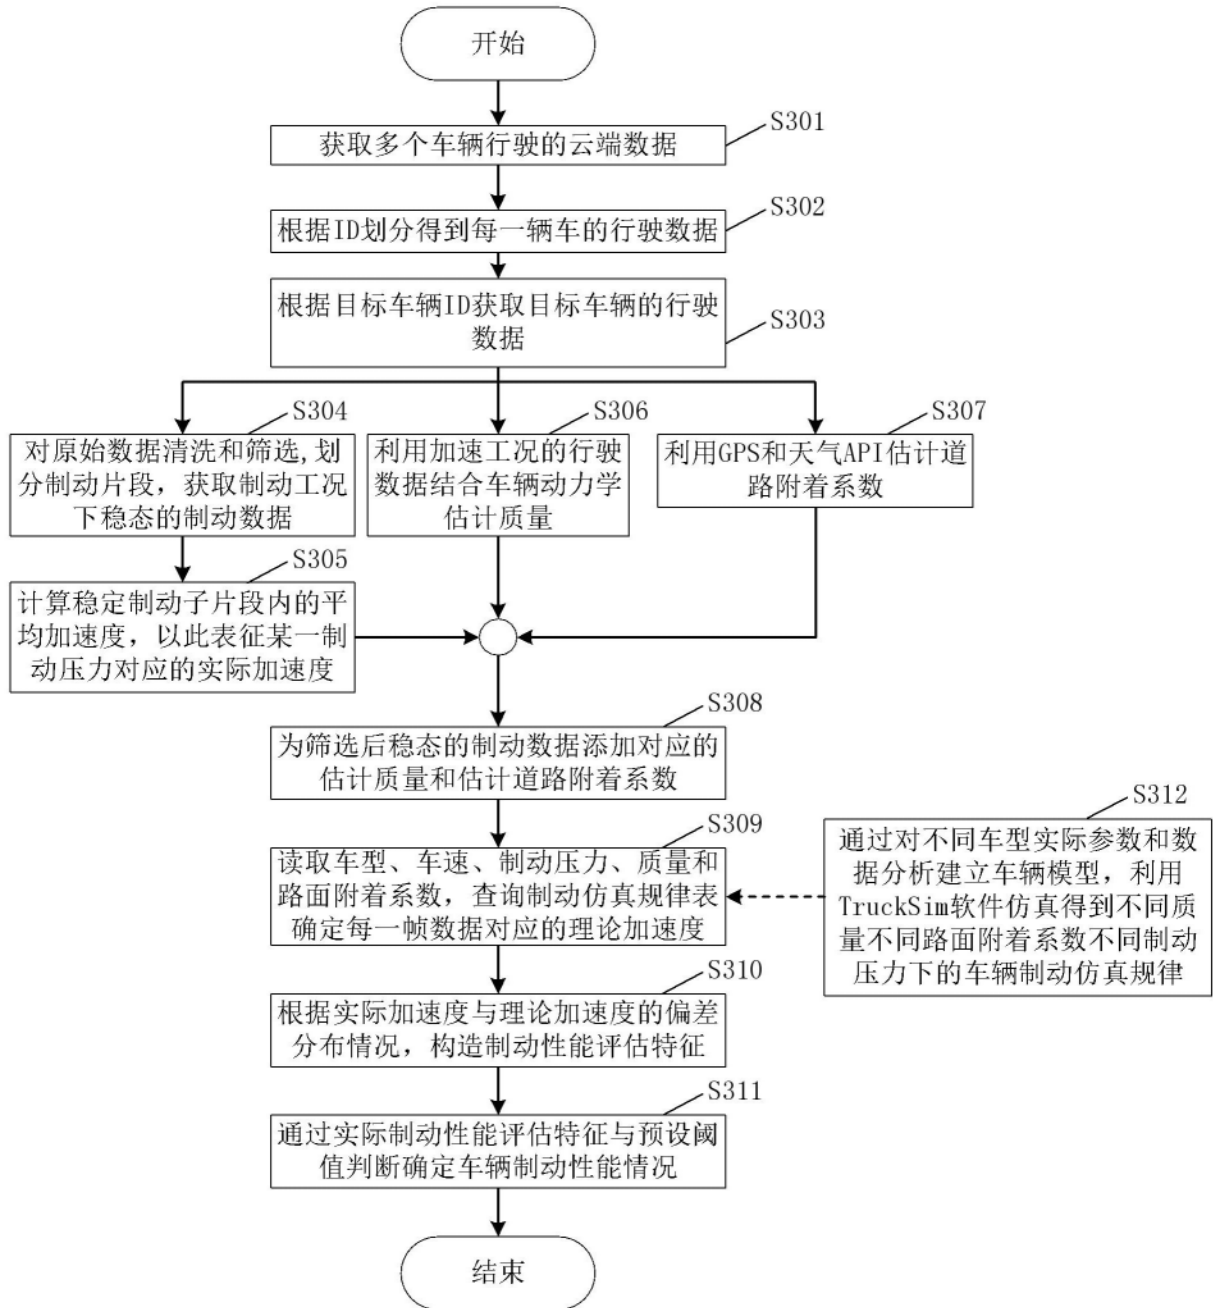 开始
S301
获取多个车辆行驶的云端数据
S302
根据ID划分得到每一辆车的行驶数据
根据目标车辆ID获取目标车辆的行驶
数据
S303
S304
对原始数据清洗和筛选,划
分制动片段，获取制动工况
下稳态的制动数据
S306
利用加速工况的行驶
数据结合车辆动力学
估计质量
S307
利用GPS和天气API估计道
路附着系数
S305
计算稳定制动子片段内的平
均加速度，以此表征某一制
动压力对应的实际加速度
S308
为筛选后稳态的制动数据添加对应的
估计质量和估计道路附着系数
S309
读取车型、车速、制动压力、质量和
路面附着系数，查询制动仿真规律表
确定每一帧数据对应的理论加速度
S312
通过对不同车型实际参数和数
据分析建立车辆模型，利用
TruckSim软件仿真得到不同质
量不同路面附着系数不同制动
压力下的车辆制动仿真规律
S310
根据实际加速度与理论加速度的偏差
分布情况，构造制动性能评估特征
S311
通过实际制动性能评估特征与预设阈
值判断确定车辆制动性能情况
结束